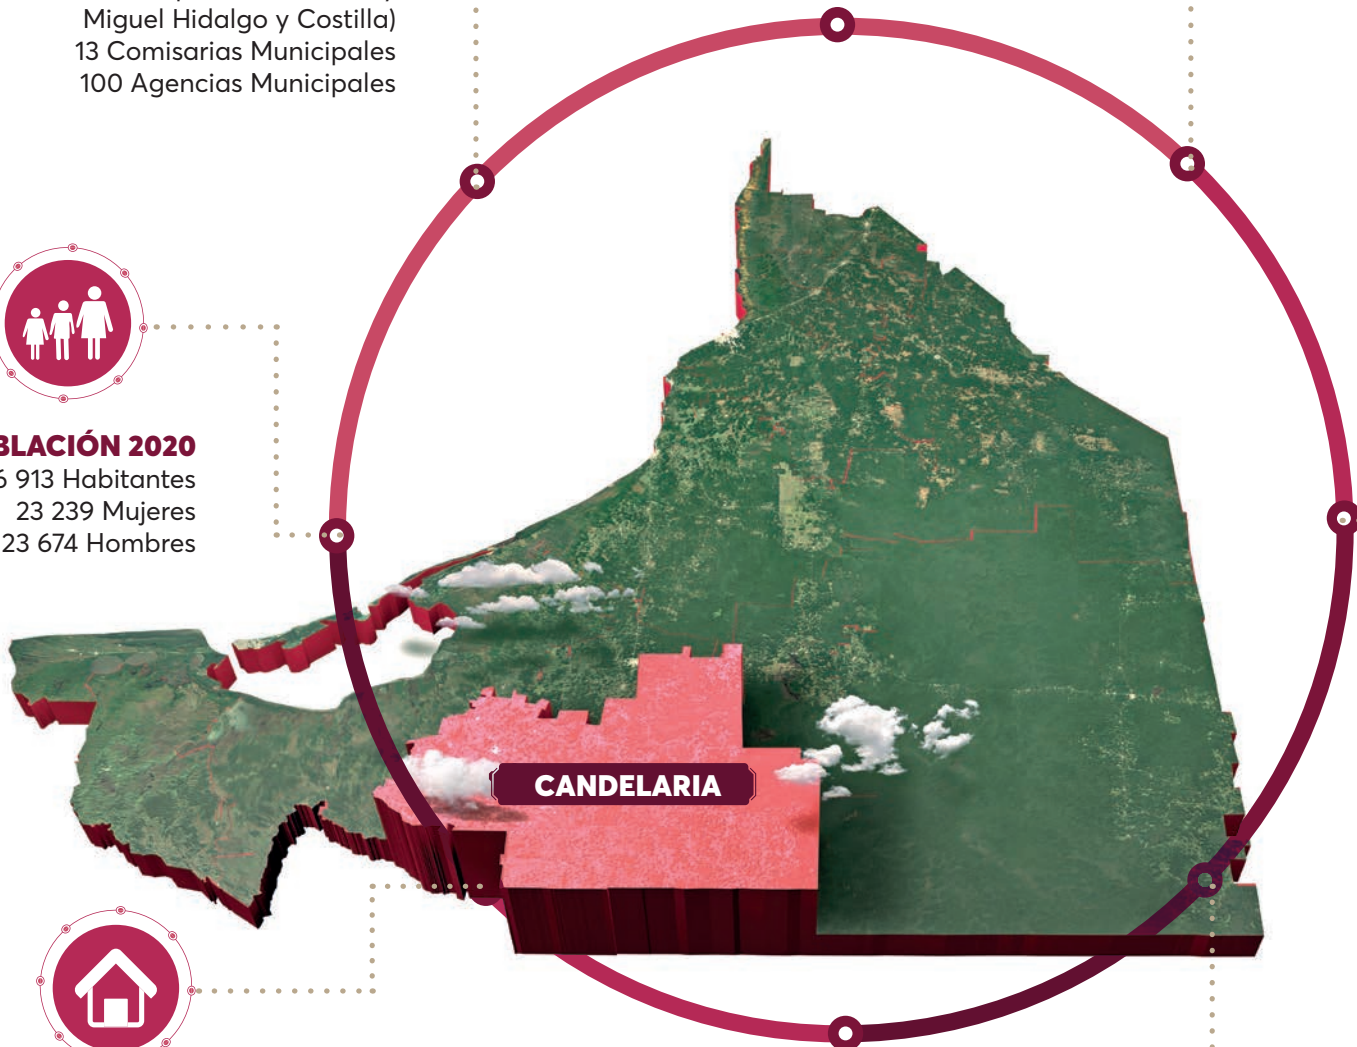 Miguel Hidalgo y Costilla)
13 Comisarias Municipales
100 Agencias Municipales
BLACIÓN 2020
6 913 Habitantes
23 239 Mujeres
23 674 Hombres
CANDELARIA